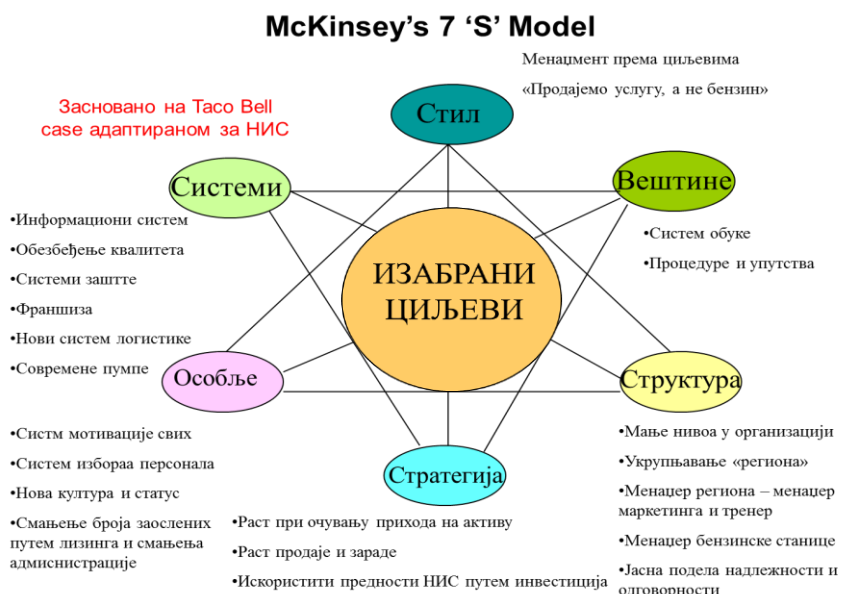 McKinsey's 7 'S' Model
Менаџмент према циљевима
«Продајемо услугу, а не бензин»
Засновано на Taco Bell
case адаптираном за НИС
Стил
Системи
Вештине
•Информациони систем
•Обезбеђење квалитета
•Системи заштте
•Франшиза
•Нови систем логистике
•Современе пумпе
•Систем обуке
•Процедуре и упутства
ИЗАБРАНИ
ЦИЉЕВИ
Особље
Структура
•Систм мотивације свих
•Систем избораа персонала
•Нова култура и статус
•Смањење броја заослених
путем лизинга и смањења
адмиснистрације
Стратегија
•Раст при очувању прихода на активу
•Раст продаје и зараде
•Искористити предности НИС путем инвестиција
•Мање нивоа у организацији
•Укрупњавање «региона»
•Менаџер региона – менаџер
маркетинга и тренер
•Менаџер бензинске станице
•Јасна подела надлежности и
одговорности